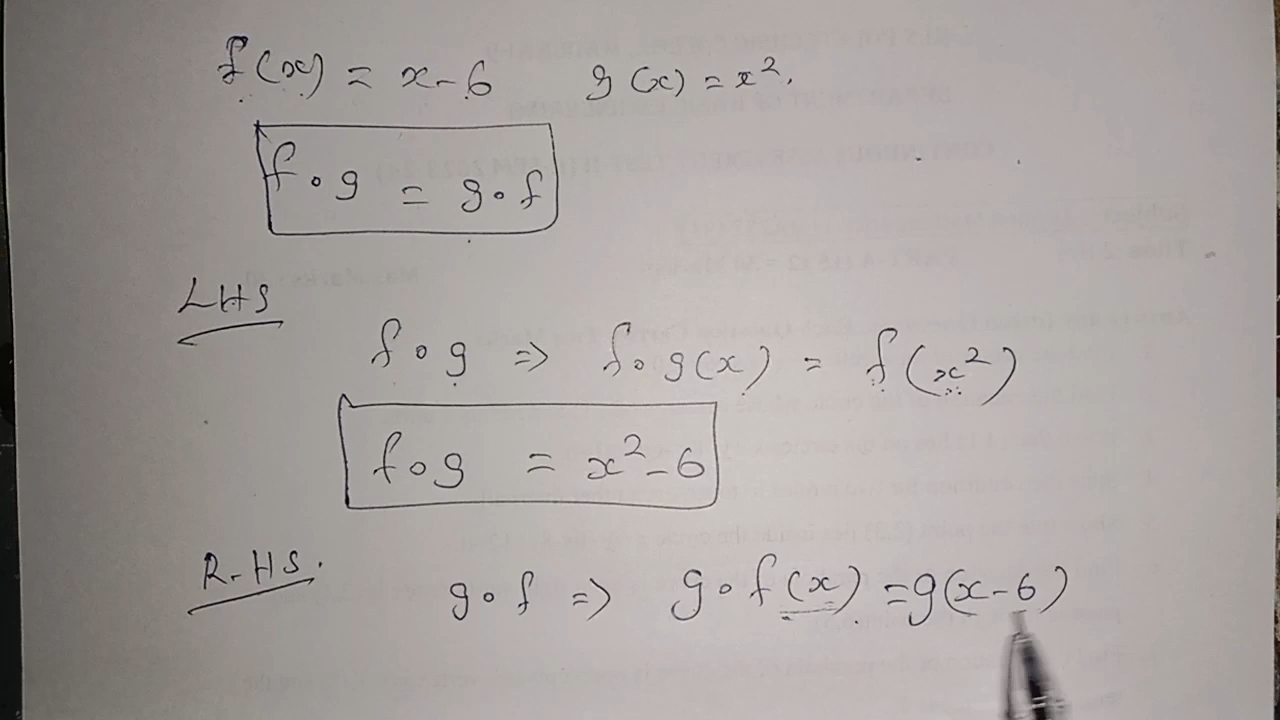 f(x) = x-6 g(x) = x².
f∘g = g∘f
LHS
f∘g => f∘g(x) = f(x²)
f∘g = x²-6
R-HS.
g∘f => g∘f(x) = g(x-6)